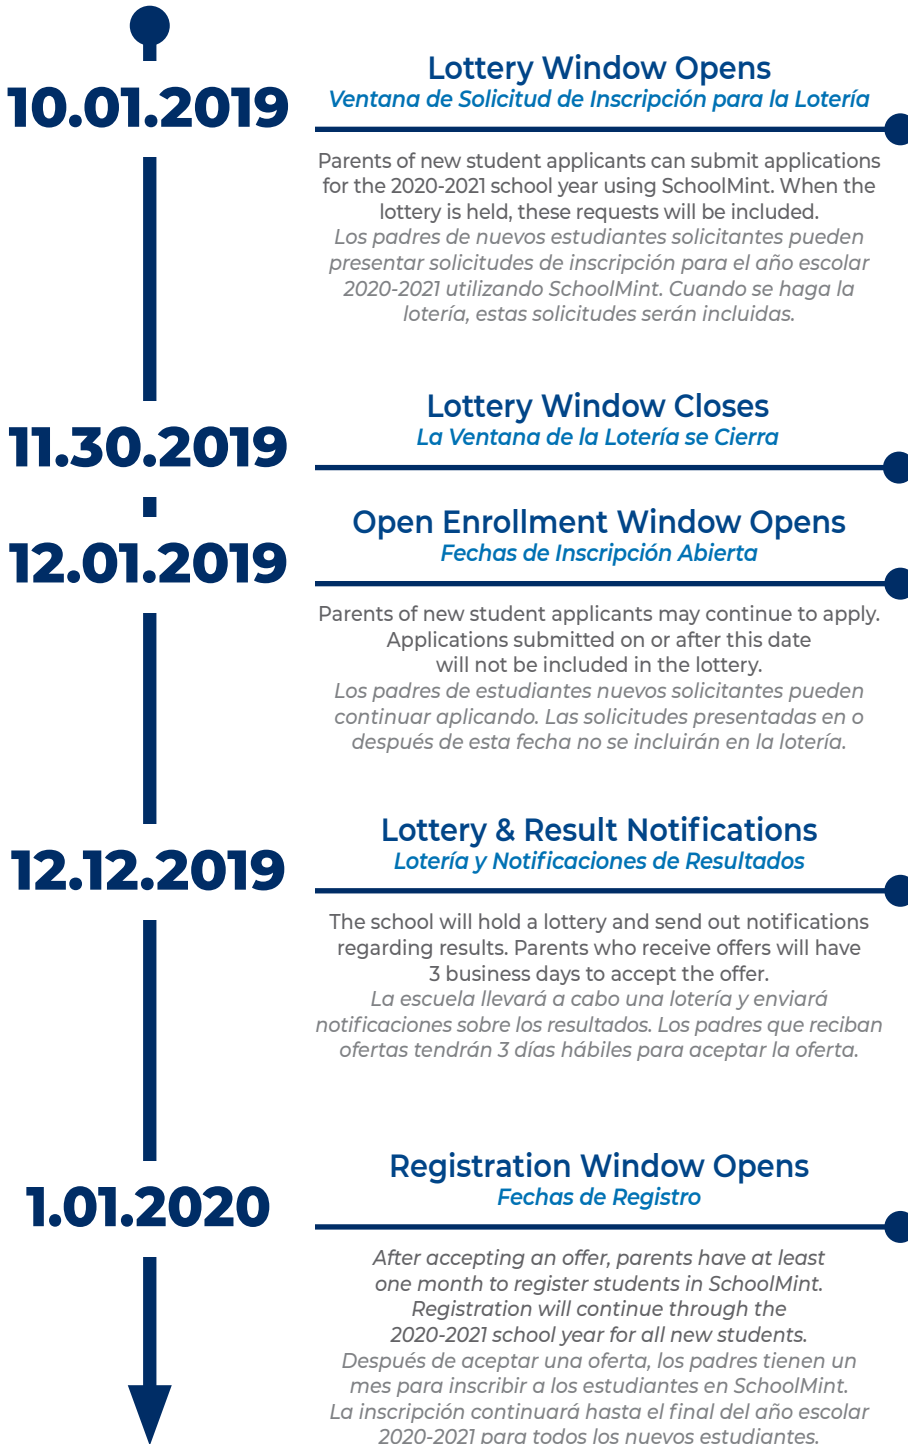 10.01.2019
Lottery Window Opens
Ventana de Solicitud de Inscripción para la Lotería
Parents of new student applicants can submit applications
for the 2020-2021 school year using SchoolMint. When the
lottery is held, these requests will be included.
Los padres de nuevos estudiantes solicitantes pueden
presentar solicitudes de inscripción para el año escolar
2020-2021 utilizando SchoolMint. Cuando se haga la
lotería, estas solicitudes serán incluidas.
11.30.2019
Lottery Window Closes
La Ventana de la Lotería se Cierra
12.01.2019
Open Enrollment Window Opens
Fechas de Inscripción Abierta
Parents of new student applicants may continue to apply.
Applications submitted on or after this date
will not be included in the lottery.
Los padres de estudiantes nuevos solicitantes pueden
continuar aplicando. Las solicitudes presentadas en o
después de esta fecha no se incluirán en la lotería.
12.12.2019
Lottery & Result Notifications
Lotería y Notificaciones de Resultados
The school will hold a lottery and send out notifications
regarding results. Parents who receive offers will have
3 business days to accept the offer.
La escuela llevará a cabo una lotería y enviará
notificaciones sobre los resultados. Los padres que reciban
ofertas tendrán 3 días hábiles para aceptar la oferta.
1.01.2020
Registration Window Opens
Fechas de Registro
After accepting an offer, parents have at least
one month to register students in SchoolMint.
Registration will continue through the
2020-2021 school year for all new students.
Después de aceptar una oferta, los padres tienen un
mes para inscribir a los estudiantes en SchoolMint.
La inscripción continuará hasta el final del año escolar
2020-2021 para todos los nuevos estudiantes.